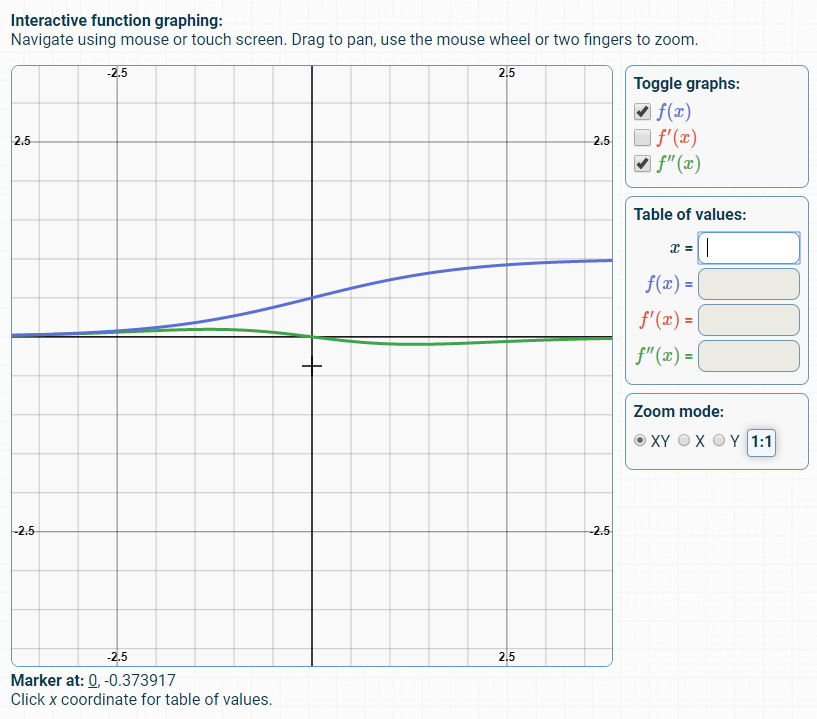 Interactive function graphing:
Navigate using mouse or touch screen. Drag to pan, use the mouse wheel or two fingers to zoom.
-2.5 2.5
2.5 2.5
-2.5 -2.5
-2.5 2.5
Toggle graphs:
f(x)
f′(x)
f″(x)
Table of values:
x =
f(x) =
f′(x) =
f″(x) =
Zoom mode:
XY X Y 1:1
Marker at: 0, -0.373917
Click x coordinate for table of values.